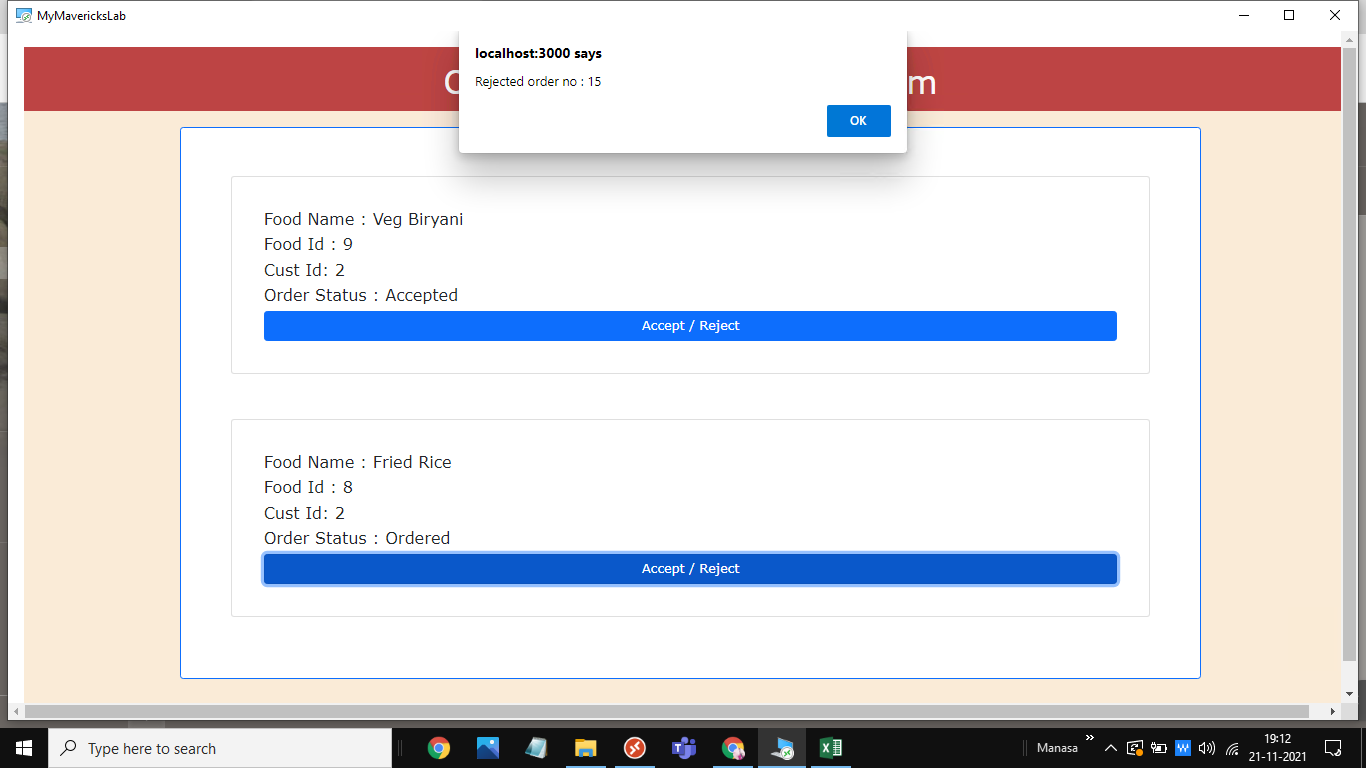 MyMavericksLab
localhost:3000 says
Rejected order no : 15
OK
Food Name : Veg Biryani
Food Id : 9
Cust Id: 2
Order Status : Accepted
Accept / Reject
Food Name : Fried Rice
Food Id : 8
Cust Id: 2
Order Status : Ordered
Accept / Reject
Type here to search
Manasa
19:12
21-11-2021